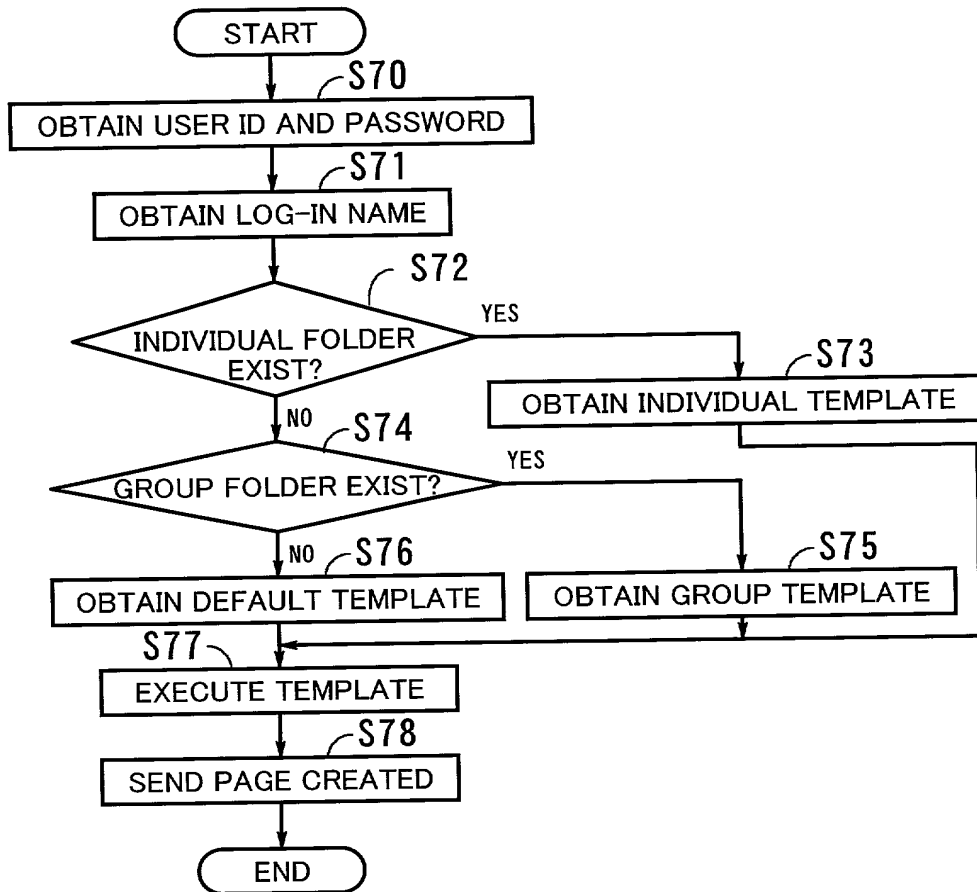 START
S70
OBTAIN USER ID AND PASSWORD
S71
OBTAIN LOG-IN NAME
S72
INDIVIDUAL FOLDER
EXIST?
YES
S73
OBTAIN INDIVIDUAL TEMPLATE
NO
S74
GROUP FOLDER EXIST?
YES
S75
OBTAIN GROUP TEMPLATE
NO
S76
OBTAIN DEFAULT TEMPLATE
S77
EXECUTE TEMPLATE
S78
SEND PAGE CREATED
END